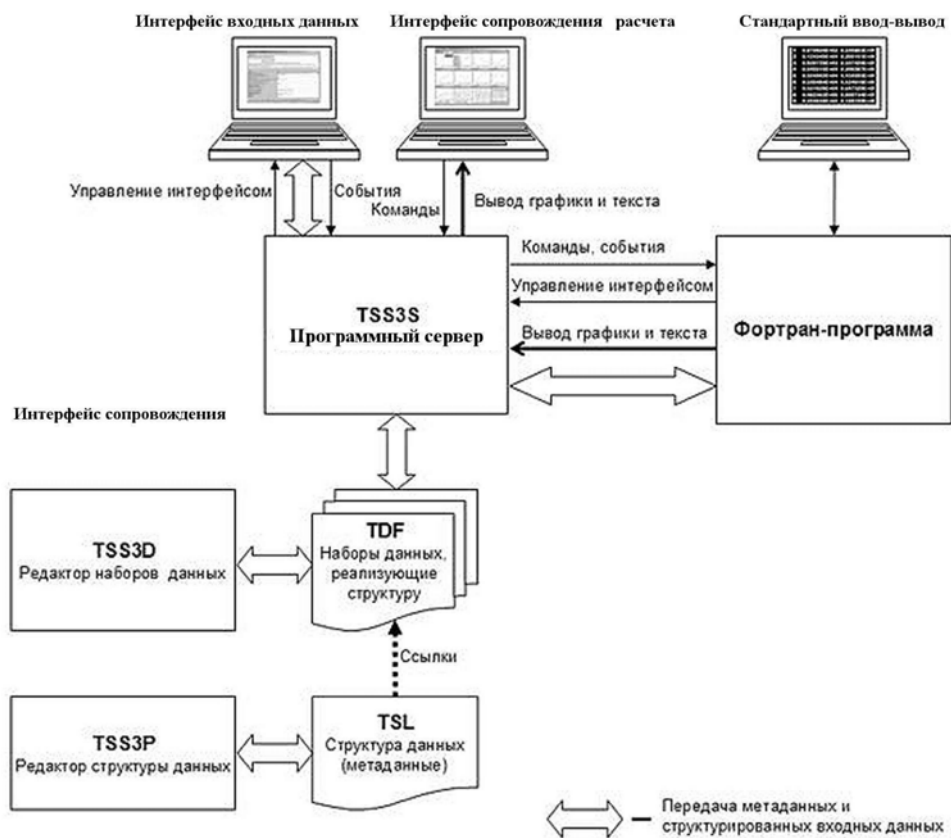 Интерфейс входных данных
Интерфейс сопровождения расчета
Стандартный ввод-вывод
Управление интерфейсом
События
Команды
Вывод графики и текста
Команды, события
Управление интерфейсом
Вывод графики и текста
TSS3S
Программный сервер
Фортран-программа
Интерфейс сопровождения
TSS3D
Редактор наборов данных
TDF
Наборы данных,
реализующие
структуру
Ссылки
TSS3P
Редактор структуры данных
TSL
Структура данных
(метаданные)
Передача метаданных и
структурированных входных данных